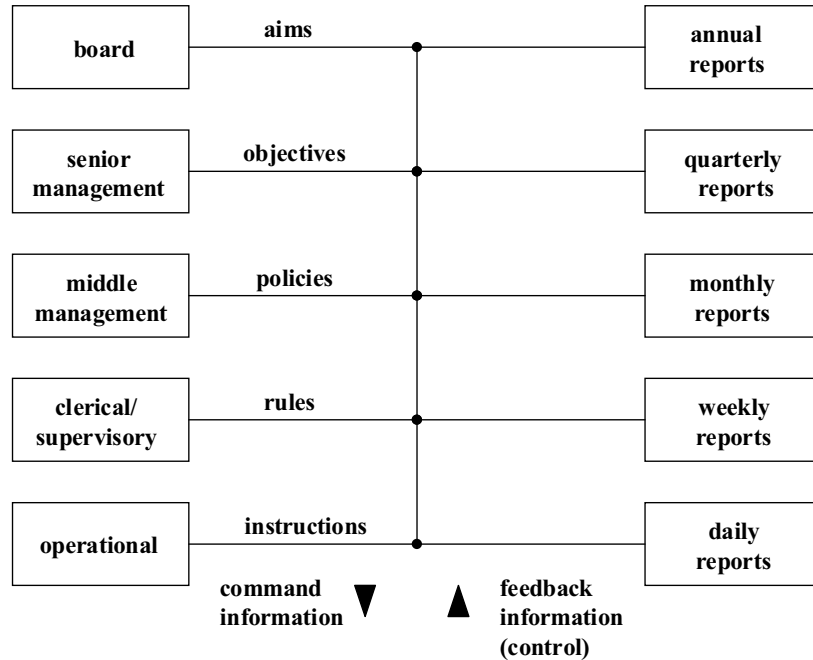 board
aims
annual
reports
senior
management
objectives
quarterly
reports
middle
management
policies
monthly
reports
clerical/
supervisory
rules
weekly
reports
operational
instructions
daily
reports
command
information
feedback
information
(control)